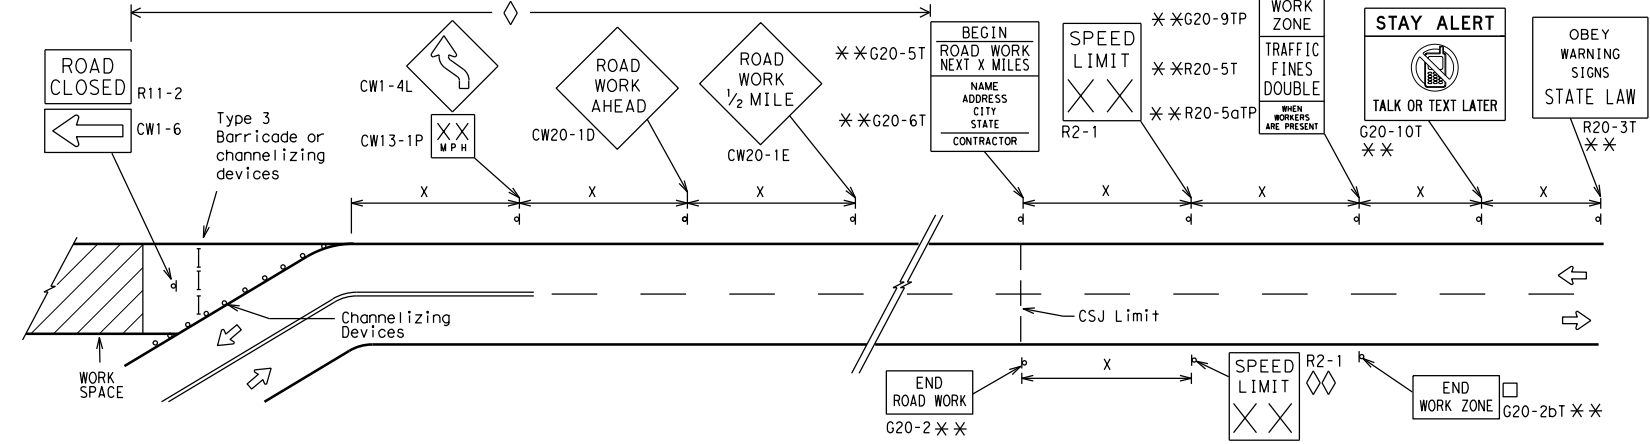 ROAD
CLOSED
R11-2
CW1-6
Type 3
Barricade or
channelizing
devices
CW1-4L
XX
MPH
CW13-1P
ROAD
WORK
AHEAD
CW20-1D
ROAD
WORK
1/2 MILE
CW20-1E
**G20-5T
BEGIN
ROAD WORK
NEXT X MILES
**G20-6T
NAME
ADDRESS
CITY
STATE
CONTRACTOR
SPEED
LIMIT
XX
R2-1
**G20-9TP
WORK
ZONE
**R20-5T
TRAFFIC
FINES
DOUBLE
**R20-5aTP
WHEN
WORKERS
ARE PRESENT
STAY ALERT
TALK OR TEXT LATER
G20-10T
**
OBEY
WARNING
SIGNS
STATE LAW
R20-3T
**
X
X
X
X
X
X
X
Channelizing
Devices
CSJ Limit
WORK
SPACE
X
END
ROAD WORK
G20-2 **
SPEED
LIMIT
XX
R2-1
END
WORK ZONE
G20-2bT **